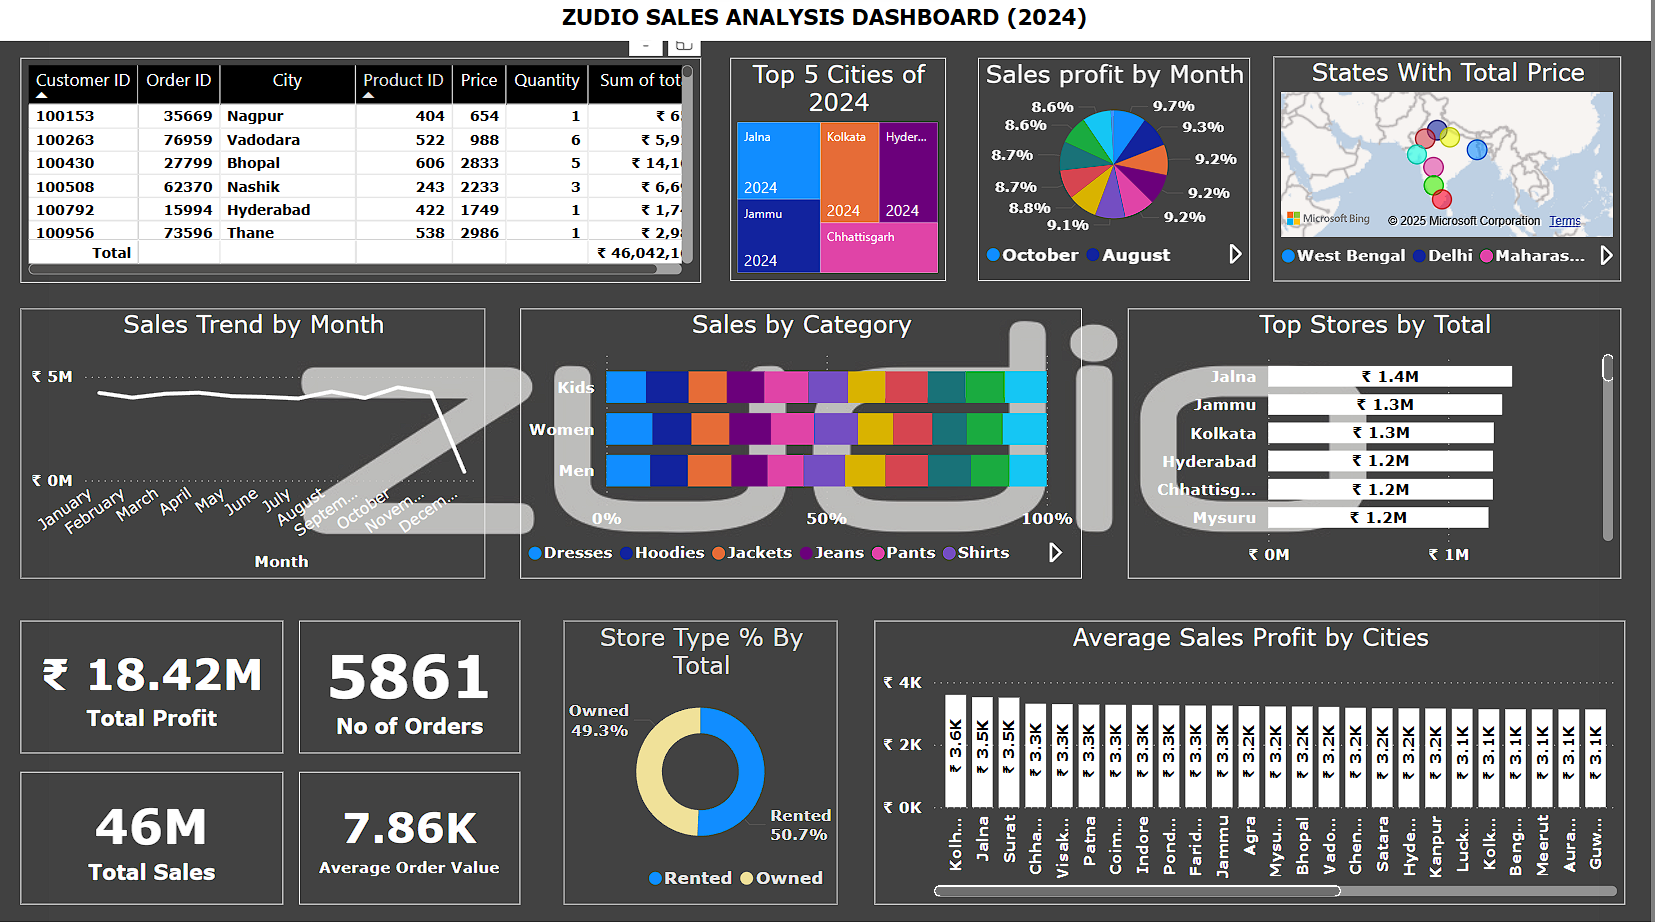 ZUDIO SALES ANALYSIS DASHBOARD (2024)
Customer ID Order ID City Product ID Price Quantity Sum of tot
100153 35669 Nagpur 404 654 1 ₹ 6
100263 76959 Vadodara 522 988 6 ₹ 5,9
100430 27799 Bhopal 606 2833 5 ₹ 14,1
100508 62370 Nashik 243 2233 3 ₹ 6,6
100792 15994 Hyderabad 422 1749 1 ₹ 1,7
100956 73596 Thane 538 2986 1 ₹ 2,9
Total ₹ 46,042,1
Top 5 Cities of
2024
Jalna
2024
Jammu
2024
Kolkata
2024
Hyder...
2024
Chhattisgarh
Sales profit by Month
9.7%
9.3%
9.2%
9.2%
9.2%
9.1%
8.8%
8.7%
8.7%
8.6%
8.6%
October August
States With Total Price
Microsoft Bing
© 2025 Microsoft Corporation Terms
West Bengal Delhi Maharas...
Sales Trend by Month
₹ 5M
₹ 0M
January
February
March
April
May
June
July
August
Septem...
October
Novem...
Decem...
Month
zudio
Sales by Category
Kids
Women
Men
0% 50% 100%
Dresses Hoodies Jackets Jeans Pants Shirts
Top Stores by Total
Jalna ₹ 1.4M
Jammu ₹ 1.3M
Kolkata ₹ 1.3M
Hyderabad ₹ 1.2M
Chhattisg... ₹ 1.2M
Mysuru ₹ 1.2M
₹ 0M ₹ 1M
₹ 18.42M
Total Profit
5861
No of Orders
46M
Total Sales
7.86K
Average Order Value
Store Type % By
Total
Owned
49.3%
Rented
50.7%
Rented Owned
Average Sales Profit by Cities
₹ 4K
₹ 2K
₹ 0K
₹ 3.6K
₹ 3.5K
₹ 3.5K
₹ 3.3K
₹ 3.3K
₹ 3.3K
₹ 3.3K
₹ 3.3K
₹ 3.3K
₹ 3.3K
₹ 3.3K
₹ 3.2K
₹ 3.2K
₹ 3.2K
₹ 3.2K
₹ 3.2K
₹ 3.2K
₹ 3.2K
₹ 3.2K
₹ 3.1K
₹ 3.1K
₹ 3.1K
₹ 3.1K
₹ 3.1K
₹ 3.1K
Kolh...
Jalna
Surat
Chha...
Visak...
Patna
Coim...
Indore
Pond...
Farid...
Jammu
Agra
Mysu...
Bhopal
Vado...
Chen...
Satara
Hyde...
Kanpur
Luck...
Kolk...
Beng...
Meerut
Aura...
Guw...